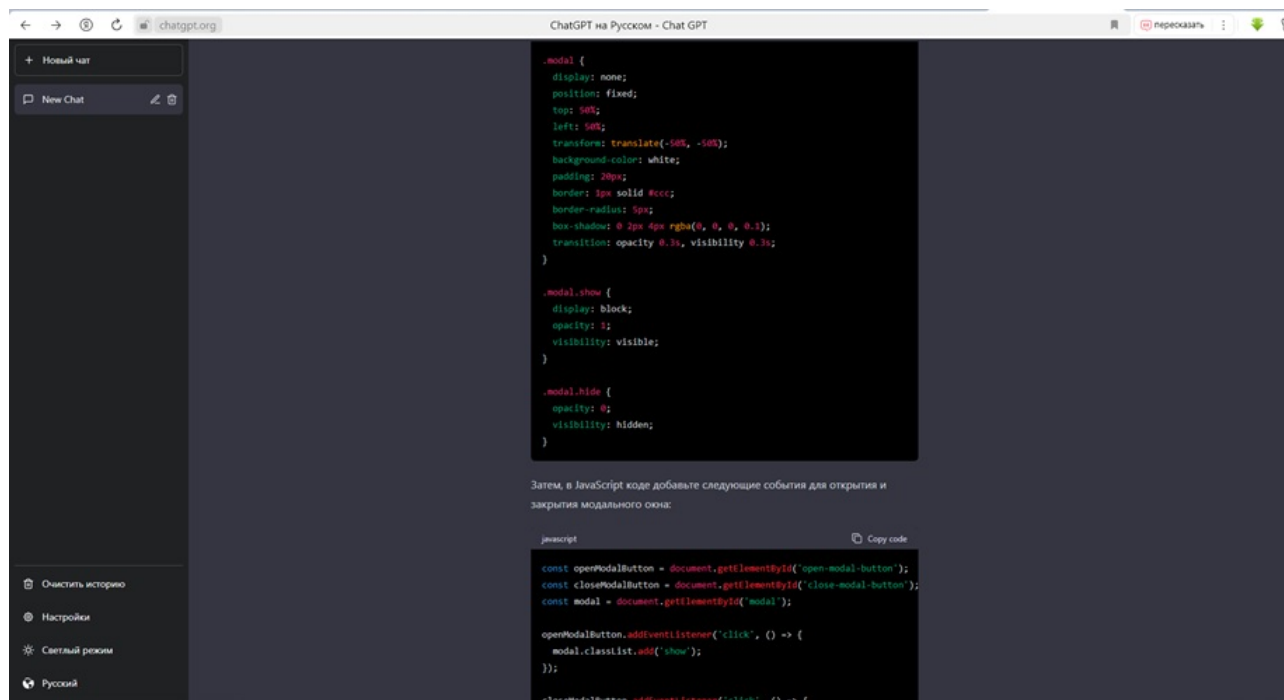 chatgpt.org
ChatGPT на Русском - Chat GPT
пересказать
+ Новый чат
New Chat
.modal {
display: none;
position: fixed;
top: 50%;
left: 50%;
transform: translate(-50%, -50%);
background-color: white;
padding: 20px;
border: 1px solid #ccc;
border-radius: 5px;
box-shadow: 0 2px 4px rgba(0, 0, 0, 0.1);
transition: opacity 0.3s, visibility 0.3s;
}
.modal.show {
display: block;
opacity: 1;
visibility: visible;
}
.modal.hide {
opacity: 0;
visibility: hidden;
}
Затем, в JavaScript коде добавьте следующие события для открытия и
закрытия модального окна:
javascript
Copy code
const openModalButton = document.getElementById('open-modal-button');
const closeModalButton = document.getElementById('close-modal-button');
const modal = document.getElementById('modal');
openModalButton.addEventListener('click', () => {
modal.classList.add('show');
});
closeModalButton.addEventListener('click', () => {
Очистить историю
Настройки
Светлый режим
Русский